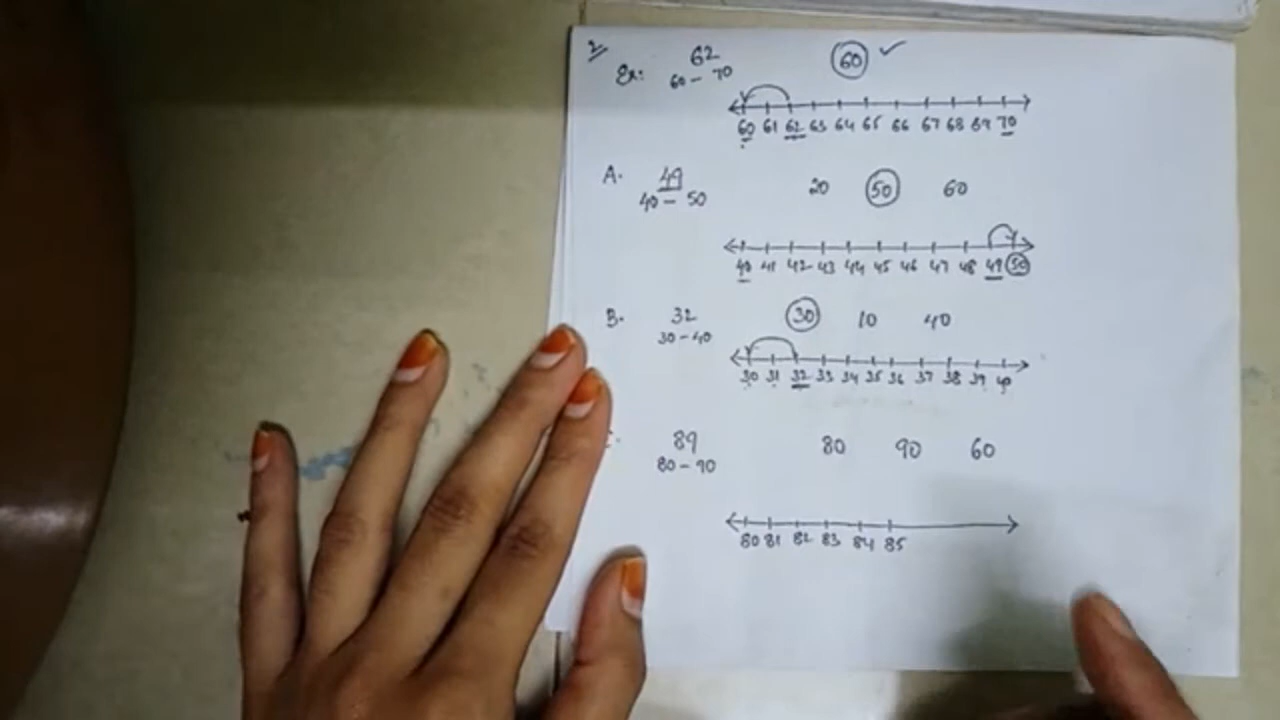 2
Ex: 62 60 ✓
60 - 70
60 61 62 63 64 65 66 67 68 69 70
A. 49 20 50 60
40 - 50
40 41 42 43 44 45 46 47 48 49 50
B. 32 30 10 40
30 - 40
30 31 32 33 34 35 36 37 38 39 40
89 80 90 60
80 - 90
80 81 82 83 84 85